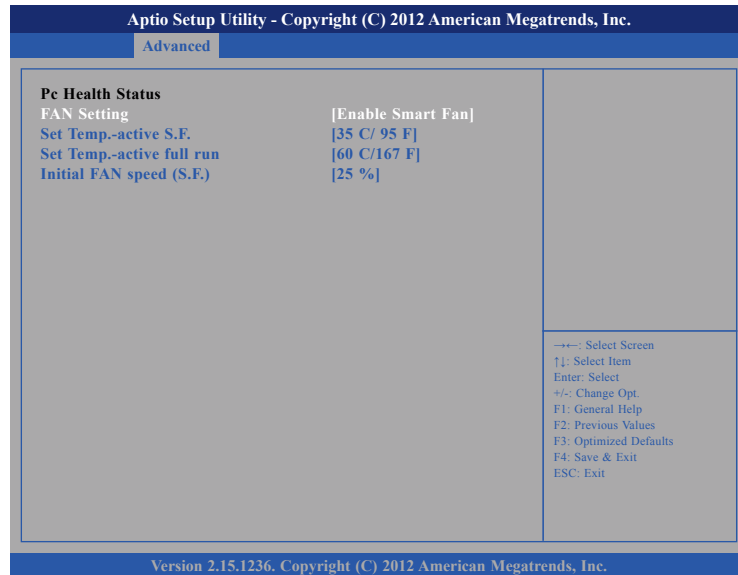 Aptio Setup Utility - Copyright (C) 2012 American Megatrends, Inc.
Advanced
Pc Health Status
FAN Setting [Enable Smart Fan]
Set Temp.-active S.F. [35 C/ 95 F]
Set Temp.-active full run [60 C/167 F]
Initial FAN speed (S.F.) [25 %]
→←: Select Screen
↑↓: Select Item
Enter: Select
+/-: Change Opt.
F1: General Help
F2: Previous Values
F3: Optimized Defaults
F4: Save & Exit
ESC: Exit
Version 2.15.1236. Copyright (C) 2012 American Megatrends, Inc.